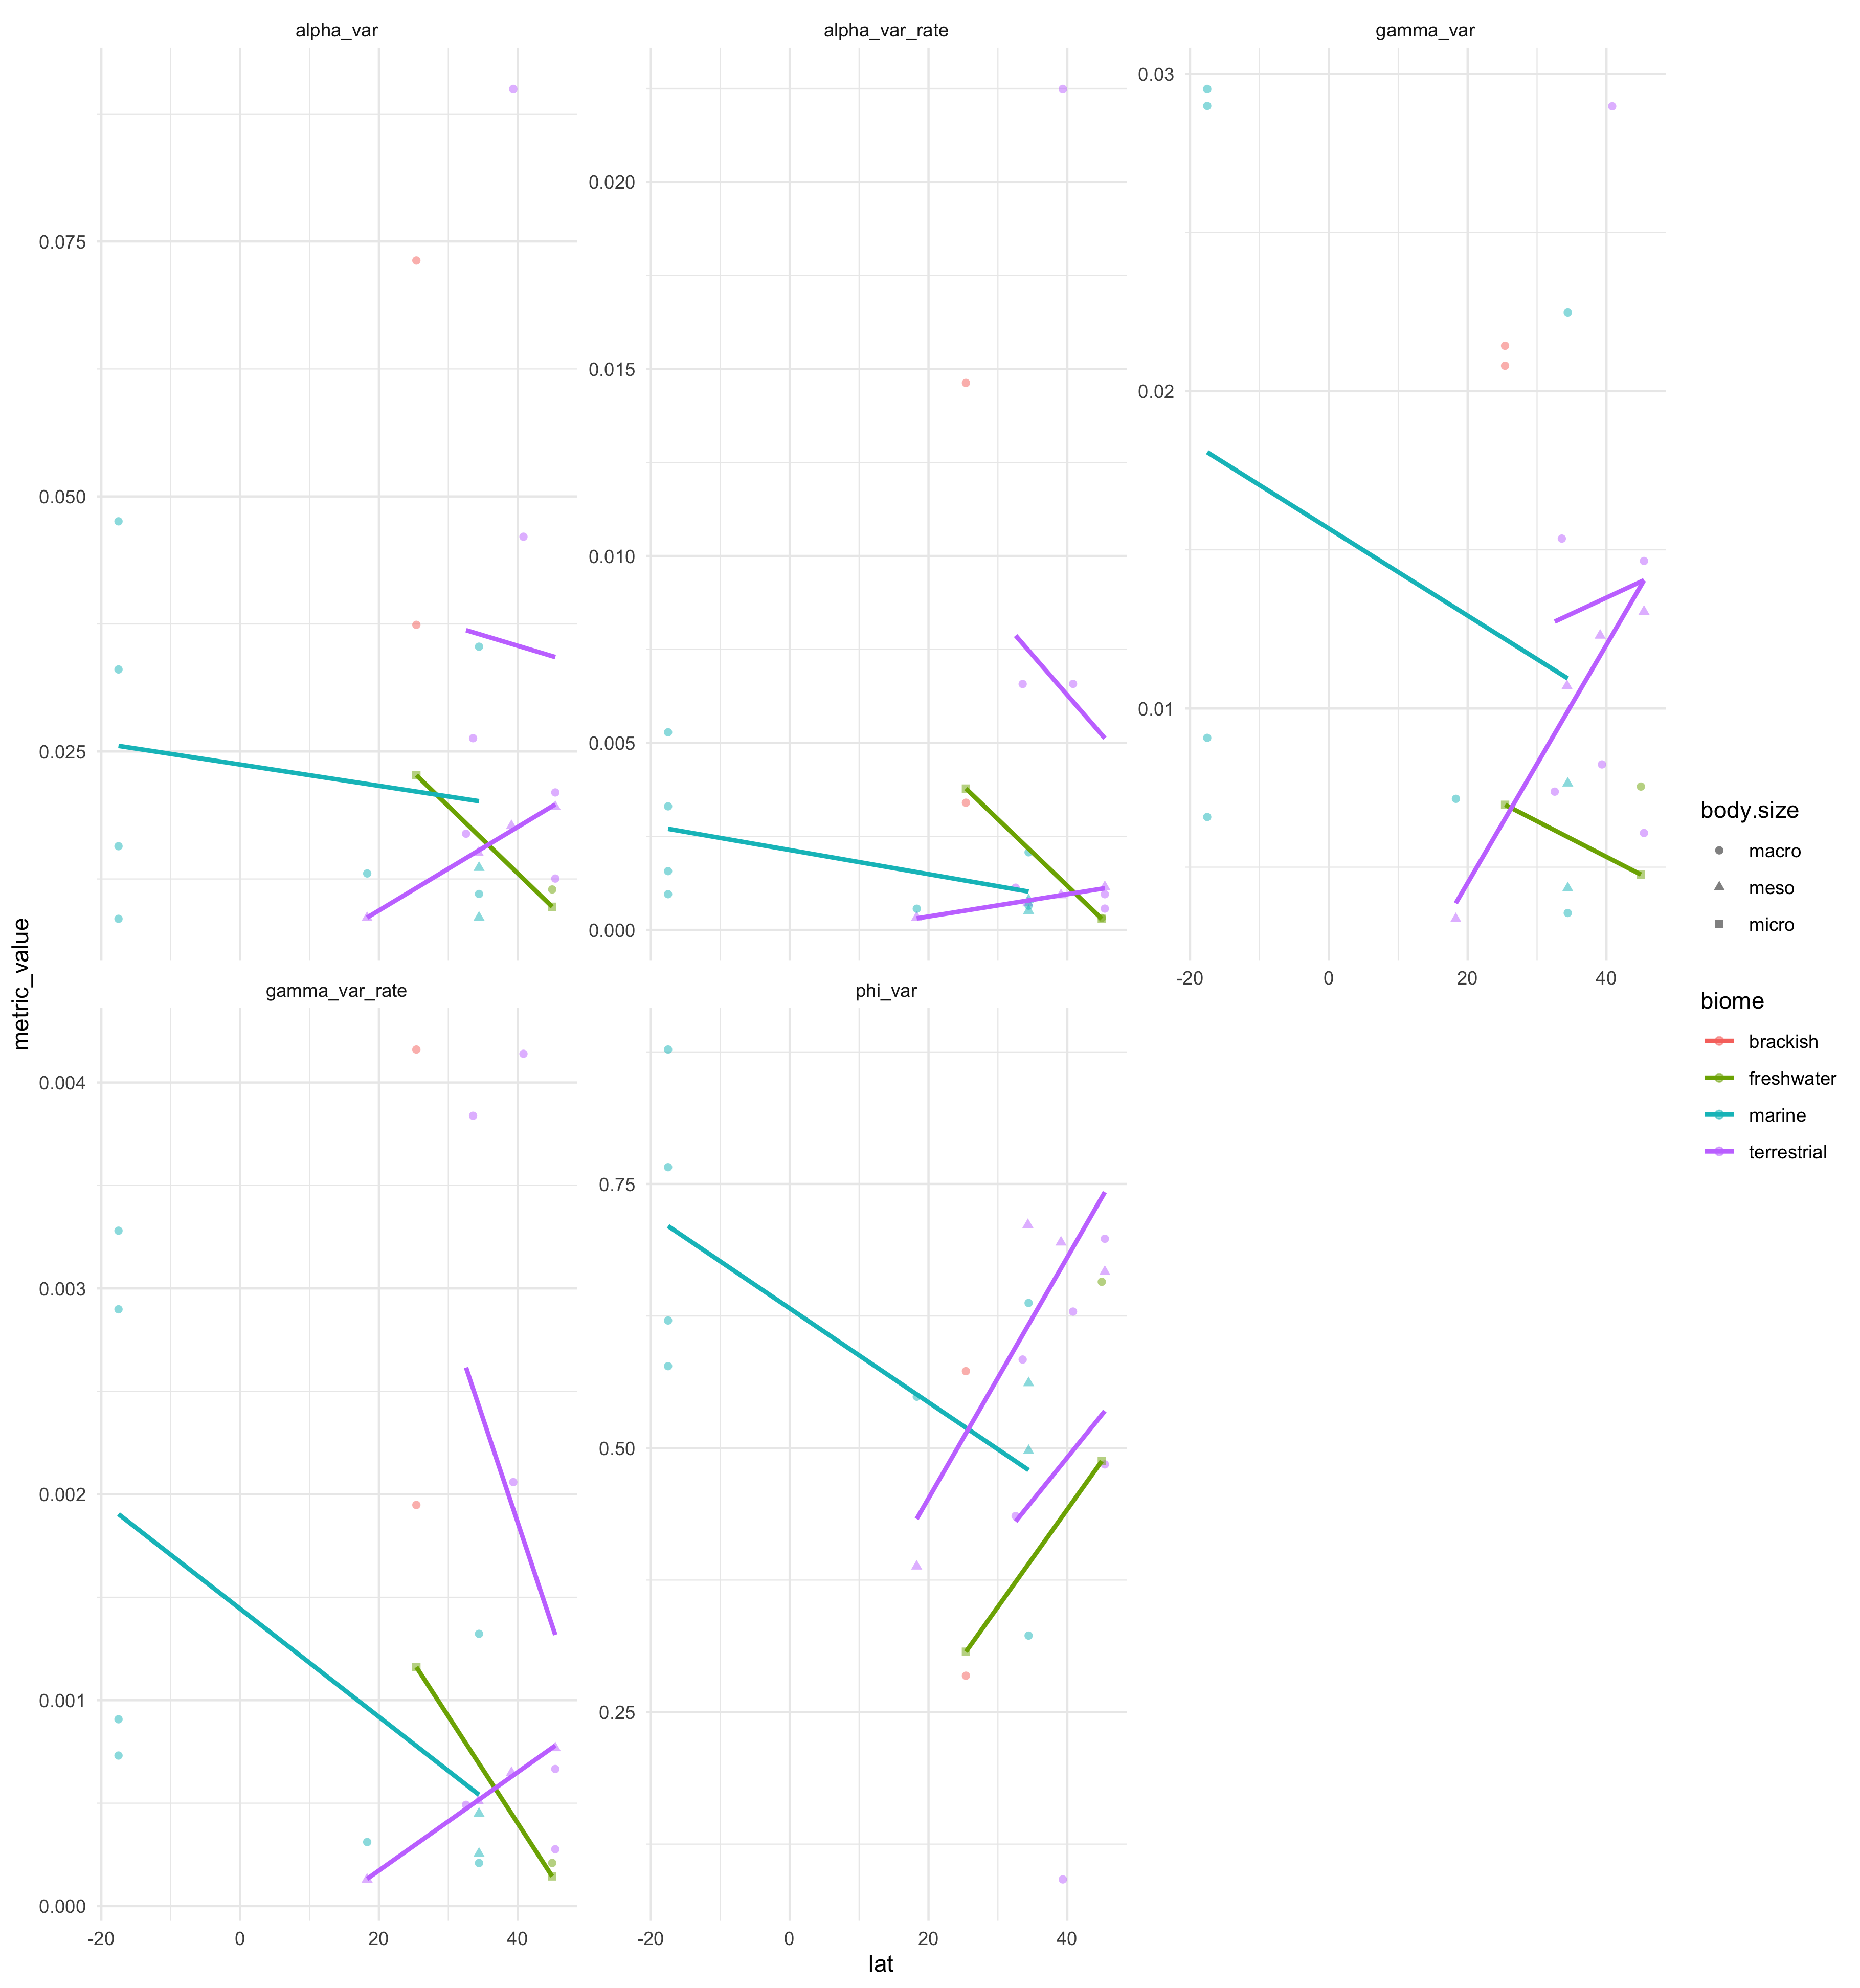 alpha_var
alpha_var_rate
gamma_var
0.075
0.050
0.025
0.020
0.015
0.010
0.005
0.000
0.03
0.02
0.01
-20
0
20
40
gamma_var_rate
phi_var
0.004
0.003
0.002
0.001
0.000
-20
0
20
40
0.75
0.50
0.25
-20
0
20
40
metric_value
lat
body.size
macro
meso
micro
biome
brackish
freshwater
marine
terrestrial